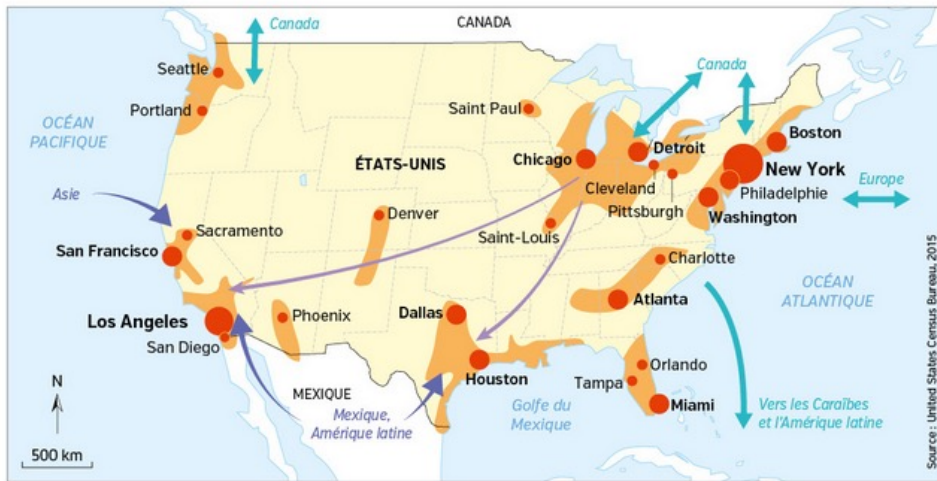 CANADA
Canada
Seattle
Portland
OCÉAN
PACIFIQUE
Saint Paul
Canada
Boston
ÉTATS-UNIS
Chicago
Detroit
New York
Cleveland
Philadelphie
Europe
Pittsburgh
Washington
Asie
Denver
Sacramento
Saint-Louis
San Francisco
Charlotte
OCÉAN
ATLANTIQUE
Los Angeles
Phoenix
Dallas
Atlanta
San Diego
Houston
Orlando
Tampa
MEXIQUE
Mexique,
Amérique latine
Golfe du
Mexique
Miami
Vers les Caraïbes
et l'Amérique latine
N
500 km
Source : United States Census Bureau, 2015